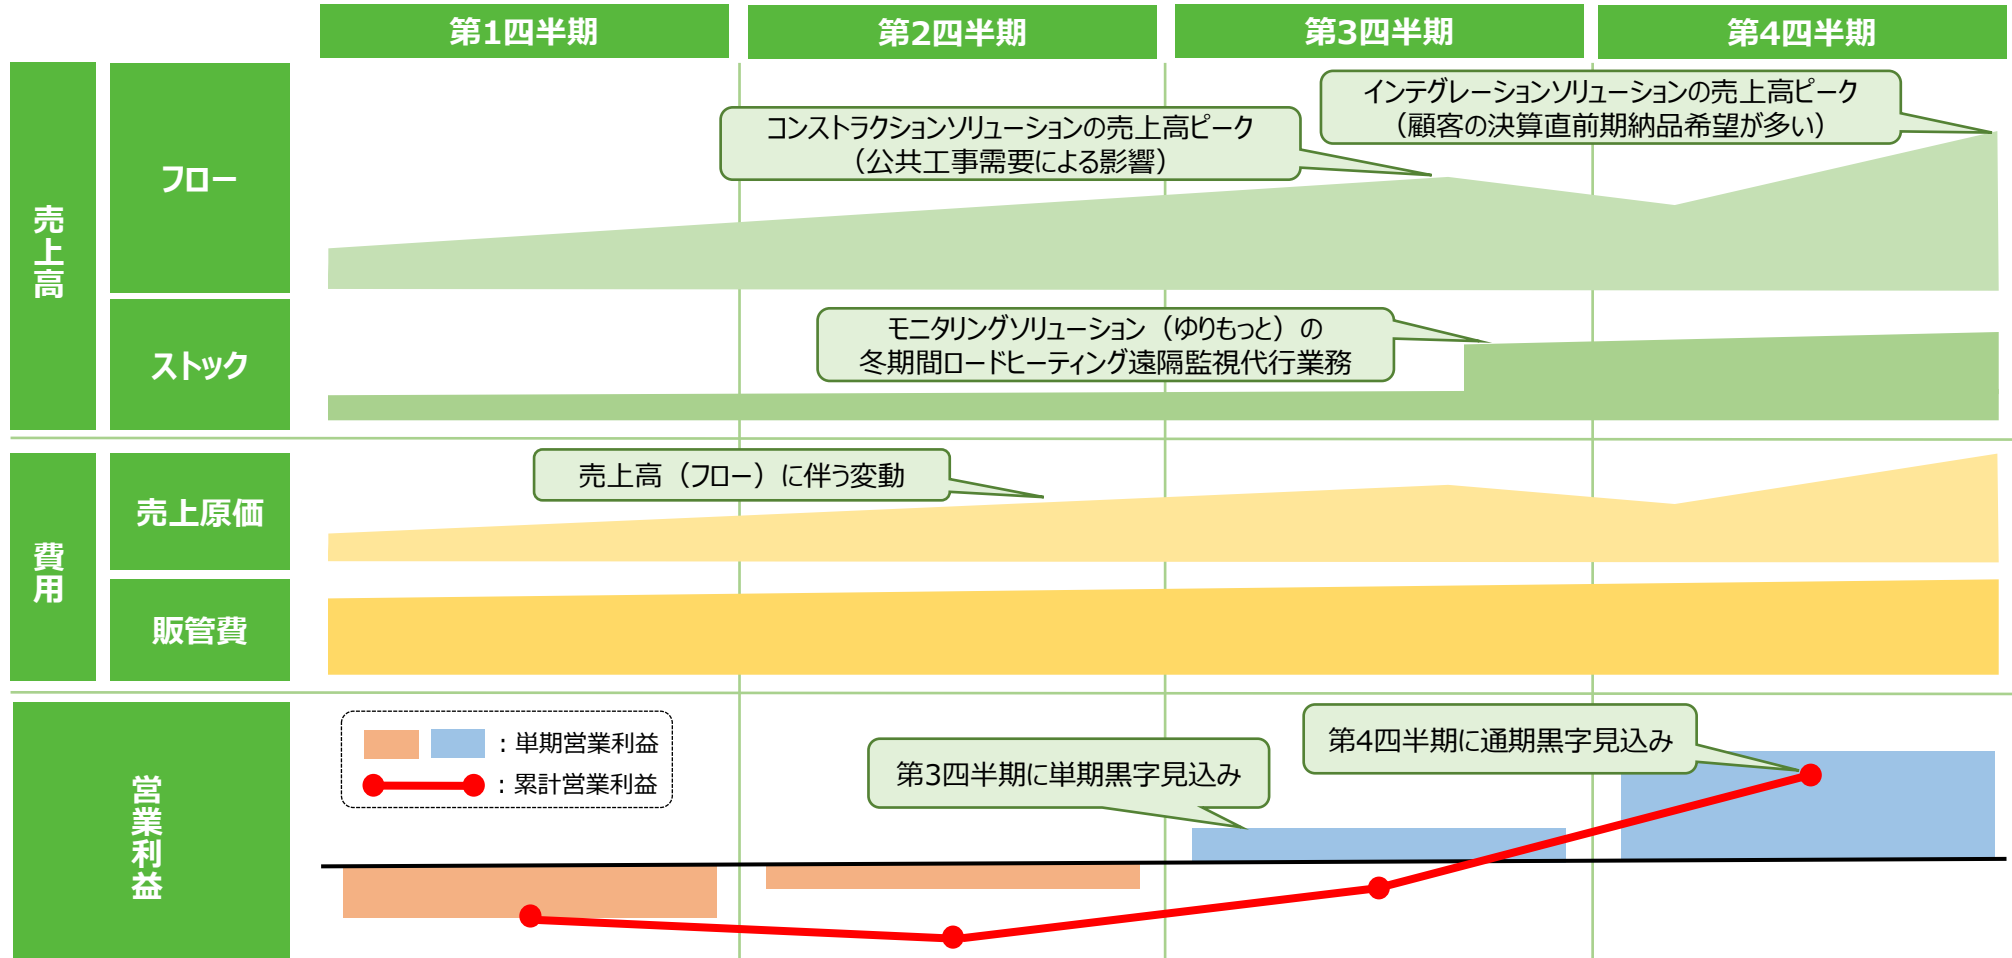 第1四半期
第2四半期
第3四半期
第4四半期
売上高
フロー
コンストラクションソリューションの売上高ピーク
（公共工事需要による影響）
インテグレーションソリューションの売上高ピーク
（顧客の決算直前期納品希望が多い）
ストック
モニタリングソリューション（ゆりもっと）の
冬期間ロードヒーティング遠隔監視代行業務
費用
売上原価
売上高（フロー）に伴う変動
販管費
営業利益
：単期営業利益
：累計営業利益
第3四半期に単期黒字見込み
第4四半期に通期黒字見込み